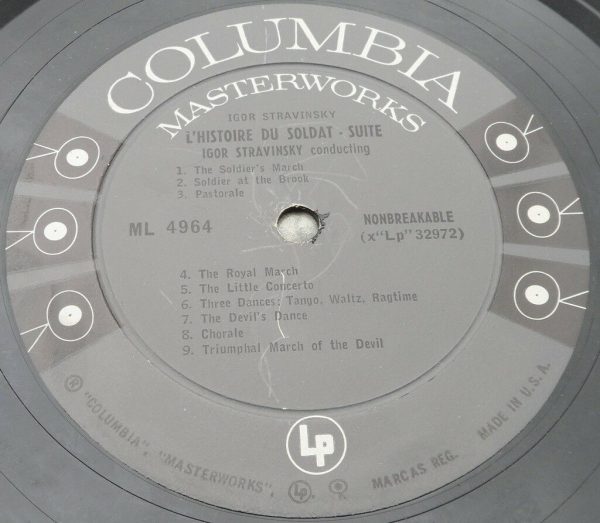 COLUMBIA
MASTERWORKS
IGOR STRAVINSKY
L'HISTOIRE DU SOLDAT - SUITE
IGOR STRAVINSKY conducting
1. The Soldier's March
2. Soldier at the Brook
3. Pastorale
ML 4964
NONBREAKABLE
(x"Lp" 32972)
4. The Royal March
5. The Little Concerto
6. Three Dances: Tango, Waltz, Ragtime
7. The Devil's Dance
8. Chorale
9. Triumphal March of the Devil
Lp
® "COLUMBIA", "MASTERWORKS", Lp, MARCAS REG. MADE IN U.S.A.